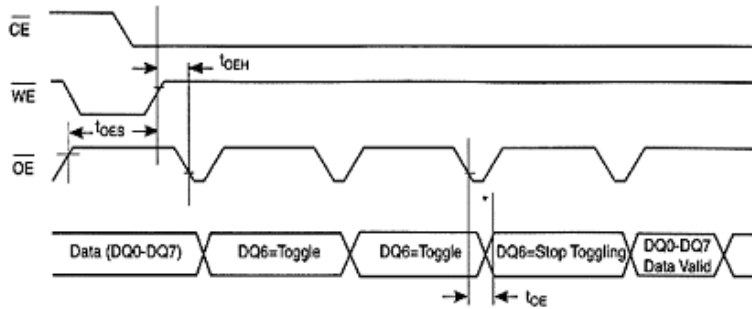 CE
tOEH
WE
tOES
OE
Data (DQ0-DQ7)
DQ6=Toggle
DQ6=Toggle
DQ6=Stop Toggling
DQ0-DQ7
Data Valid
tOE